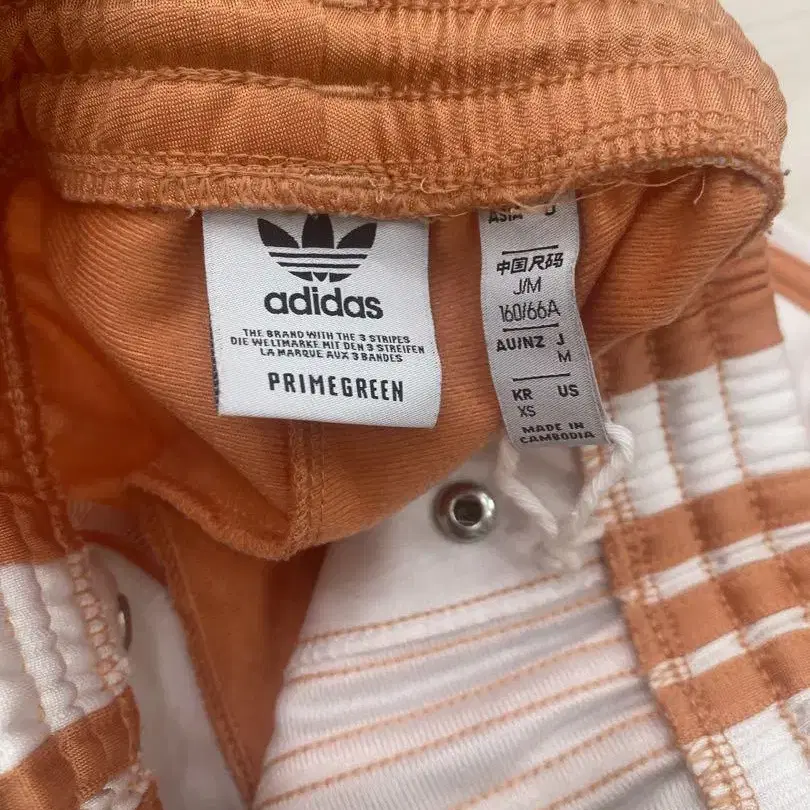 adidas
THE BRAND WITH THE 3 STRIPES
DIE WELTMARKE MIT DEN 3 STREIFEN
LA MARQUE AUX 3 BANDES
PRIMEGREEN
ASIA J
中国尺码
J/M
160/66A
AU/NZ J
M
KR US
XS
MADE IN
CAMBODIA